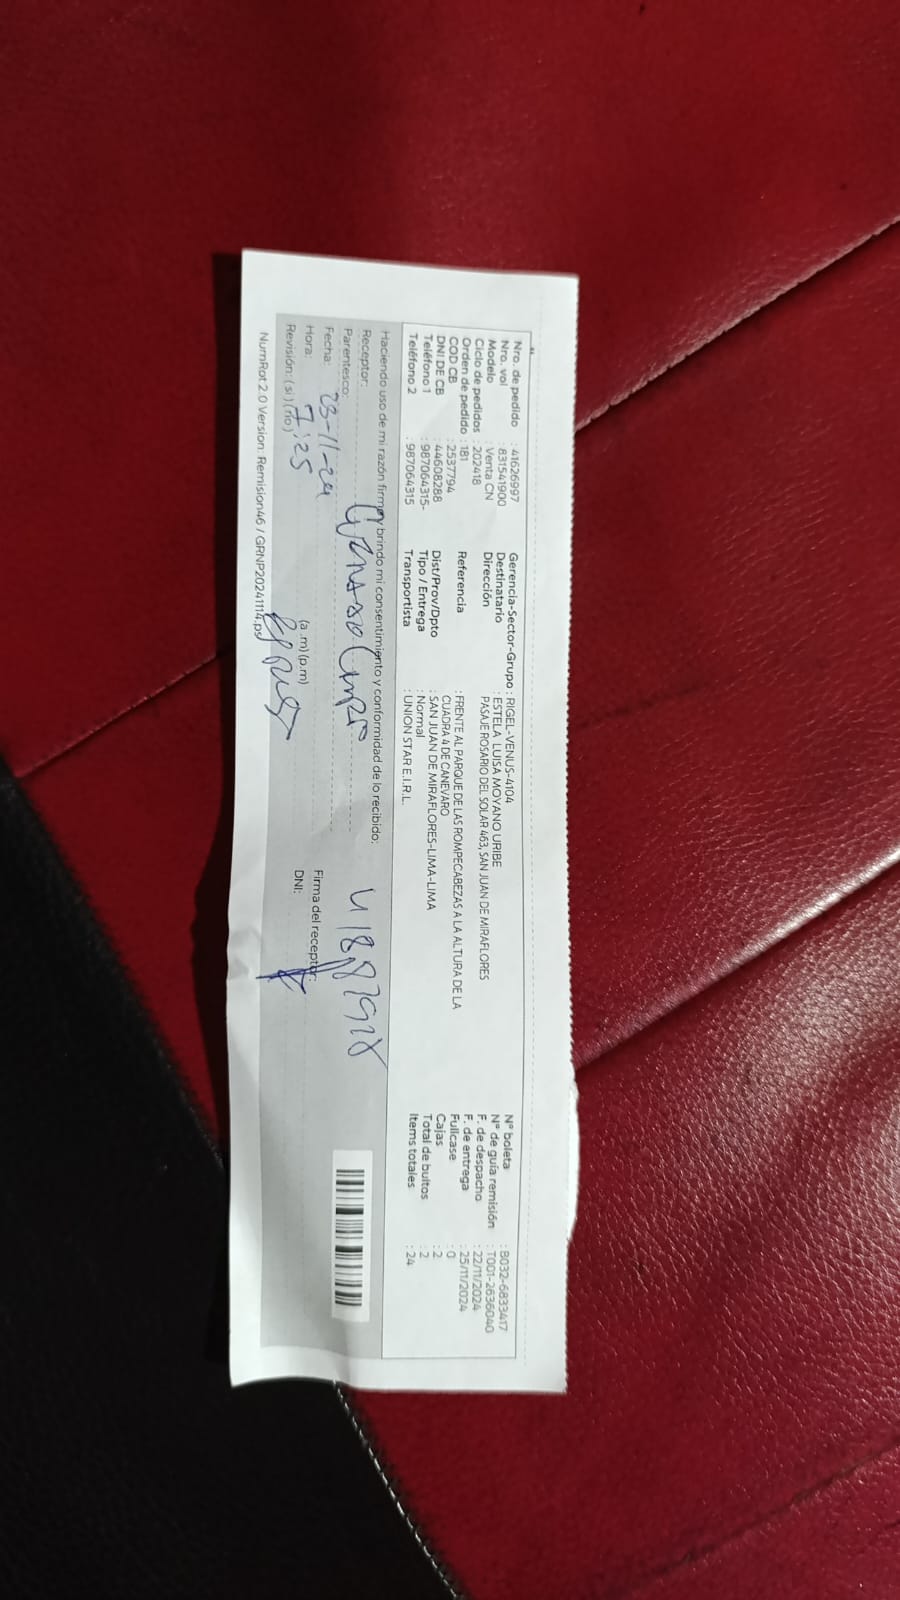 Nro. de pedido : 41626997
Nro. vol : 831541900
Modelo : Venta CN
Ciclo de pedidos : 202418
Orden de pedido : 181
COD CB : 2537794
DNI DE CB : 44608288
Teléfono 1 : 987064315-
Teléfono 2 : 987064315
Gerencia-Sector-Grupo : RIGEL-VENUS-4104
Destinatario : ESTELA LUISA MOYANO URIBE
Dirección PASAJE ROSARIO DEL SOLAR 463, SAN JUAN DE MIRAFLORES
Referencia : FRENTE AL PARQUE DE LAS ROMPECABEZAS A LA ALTURA DE LA
CUADRA 4 DE CANEVARO
Dist/Prov/Dpto : SAN JUAN DE MIRAFLORES-LIMA-LIMA
Tipo / Entrega : Normal
Transportista : UNION STAR E.I.R.L.
N° boleta : B032-6833417
N° de guía remisión : T001-2636040
F. de despacho : 22/11/2024
F. de entrega : 25/11/2024
Fullcase : 0
Cajas : 2
Total de bultos : 2
Items totales : 24
Haciendo uso de mi razón firmo y brindo mi consentimiento y conformidad de lo recibido:
Receptor:
Parentesco:
Fecha: 23-11-24
Hora: 7:25 (a .m) (p.m)
Revisión: ( si ) ( no )
Firma del receptor:
DNI:
NumRot 2.0 Version: Remision46 / GRNP20241114.ps